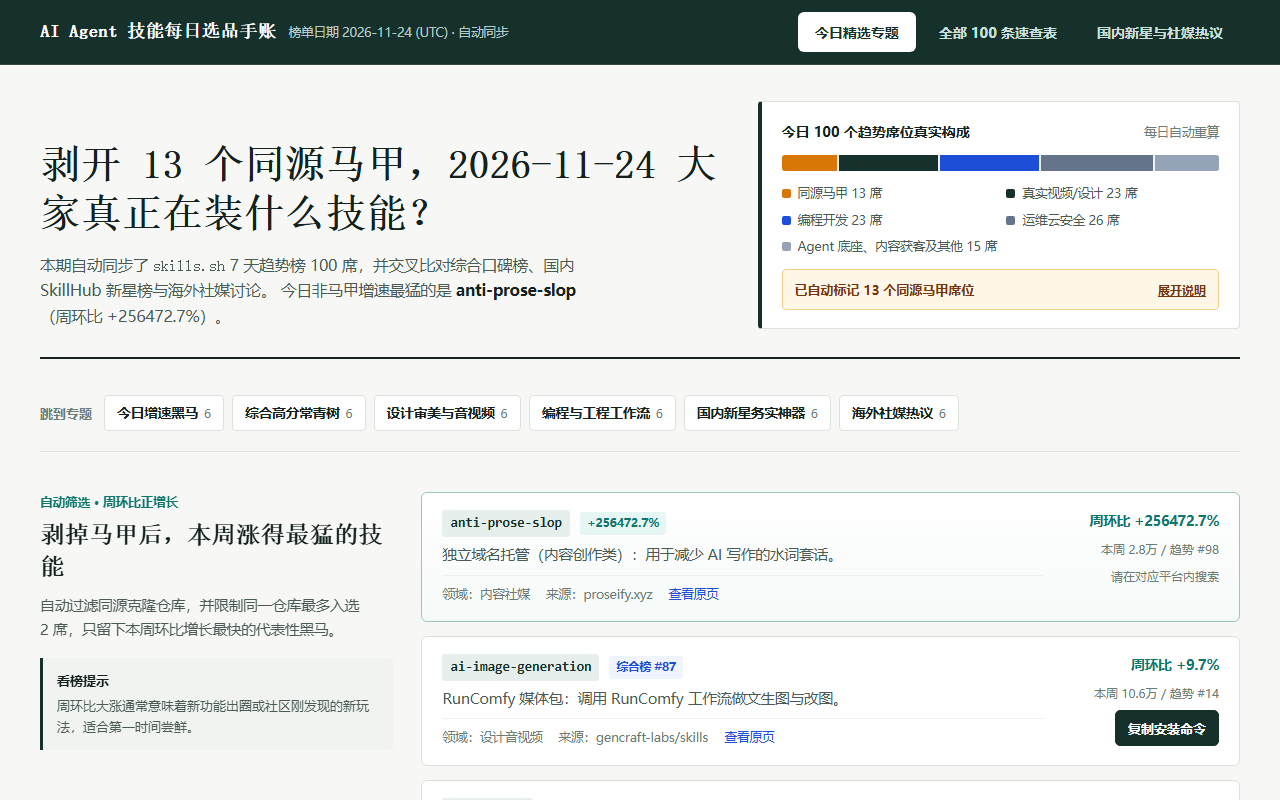 AI Agent 技能每日选品手账 榜单日期 2026-11-24 (UTC) · 自动同步
今日精选专题 全部 100 条速查表 国内新星与社媒热议
剥开 13 个同源马甲，2026-11-24 大
家真正在装什么技能？
本期自动同步了 skills.sh 7 天趋势榜 100 席，并交叉比对综合口碑榜、国内
SkillHub 新星榜与海外社媒讨论。 今日非马甲增速最猛的是 anti-prose-slop
（周环比 +256472.7%）。
今日 100 个趋势席位真实构成 每日自动重算
同源马甲 13 席 真实视频/设计 23 席
编程开发 23 席 运维云安全 26 席
Agent 底座、内容获客及其他 15 席
已自动标记 13 个同源马甲席位 展开说明
跳到专题 今日增速黑马 6 综合高分常青树 6 设计审美与音视频 6 编程与工程工作流 6 国内新星务实神器 6 海外社媒热议 6
自动筛选 • 周环比正增长
剥掉马甲后，本周涨得最猛的技
能
自动过滤同源克隆仓库，并限制同一仓库最多入选
2 席，只留下本周环比增长最快的代表性黑马。
看榜提示
周环比大涨通常意味着新功能出圈或社区刚发现的新玩
法，适合第一时间尝鲜。
anti-prose-slop +256472.7% 周环比 +256472.7%
独立域名托管（内容创作类）：用于减少 AI 写作的水词套话。 本周 2.8万 / 趋势 #98
请在对应平台内搜索
领域：内容社媒 来源：proseify.xyz 查看原页
ai-image-generation 综合榜 #87 周环比 +9.7%
RunComfy 媒体包：调用 RunComfy 工作流做文生图与改图。 本周 10.6万 / 趋势 #14
复制安装命令
领域：设计音视频 来源：gencraft-labs/skills 查看原页